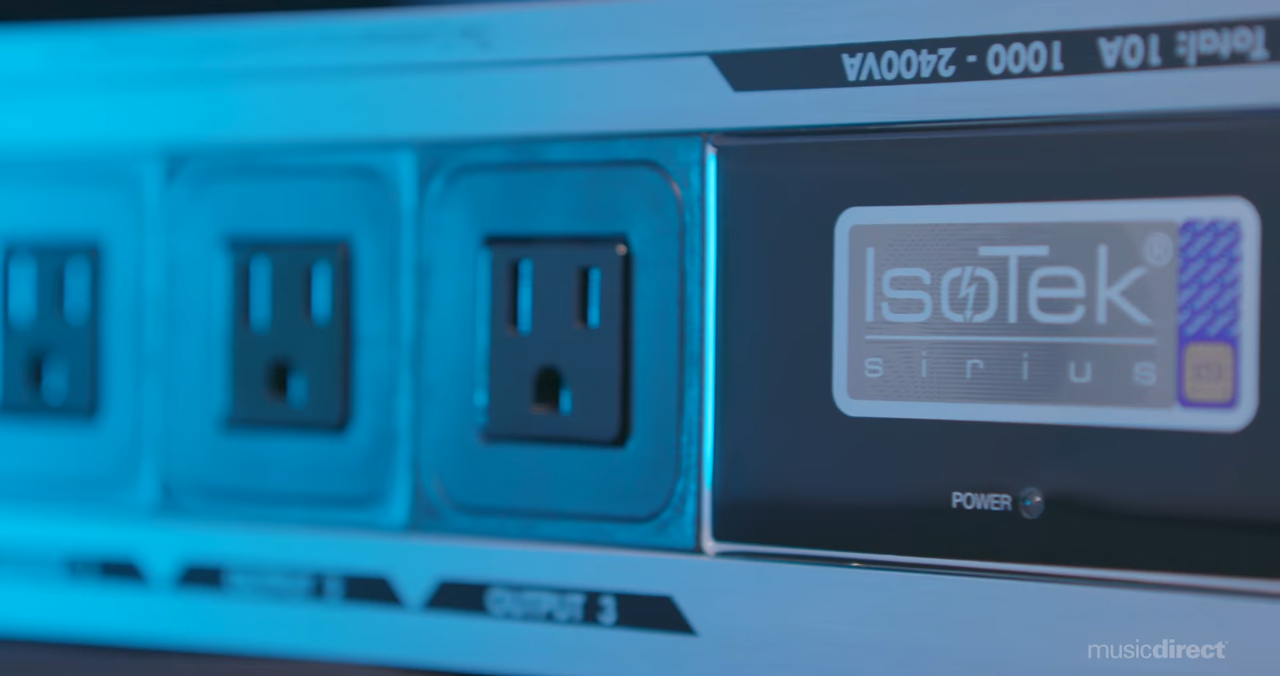 Total: 10A 1000 - 2400VA
IsoTek®
sirius
POWER
OUTPUT 3
musicdirect